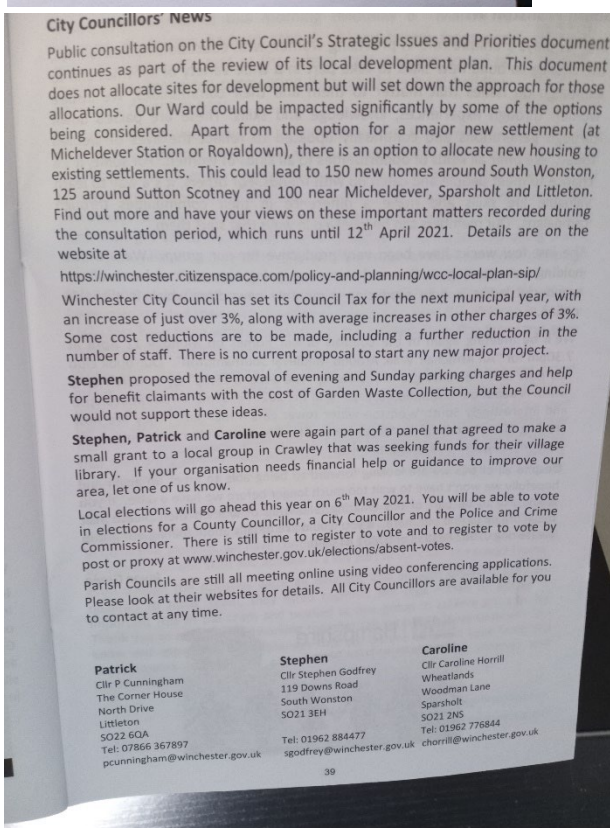 City Councillors' News
Public consultation on the City Council's Strategic Issues and Priorities document
continues as part of the review of its local development plan. This document
does not allocate sites for development but will set down the approach for those
allocations. Our Ward could be impacted significantly by some of the options
being considered. Apart from the option for a major new settlement (at
Micheldever Station or Royaldown), there is an option to allocate new housing to
existing settlements. This could lead to 150 new homes around South Wonston,
125 around Sutton Scotney and 100 near Micheldever, Sparsholt and Littleton.
Find out more and have your views on these important matters recorded during
the consultation period, which runs until 12th April 2021. Details are on the
website at
https://winchester.citizenspace.com/policy-and-planning/wcc-local-plan-sip/
Winchester City Council has set its Council Tax for the next municipal year, with
an increase of just over 3%, along with average increases in other charges of 3%.
Some cost reductions are to be made, including a further reduction in the
number of staff. There is no current proposal to start any new major project.
Stephen proposed the removal of evening and Sunday parking charges and help
for benefit claimants with the cost of Garden Waste Collection, but the Council
would not support these ideas.
Stephen, Patrick and Caroline were again part of a panel that agreed to make a
small grant to a local group in Crawley that was seeking funds for their village
library. If your organisation needs financial help or guidance to improve our
area, let one of us know.
Local elections will go ahead this year on 6th May 2021. You will be able to vote
in elections for a County Councillor, a City Councillor and the Police and Crime
Commissioner. There is still time to register to vote and to register to vote by
post or proxy at www.winchester.gov.uk/elections/absent-votes.
Parish Councils are still all meeting online using video conferencing applications.
Please look at their websites for details. All City Councillors are available for you
to contact at any time.
Patrick
Cllr P Cunningham
The Corner House
North Drive
Littleton
SO22 6QA
Tel: 07866 367897
pcunningham@winchester.gov.uk
Stephen
Cllr Stephen Godfrey
119 Downs Road
South Wonston
SO21 3EH
Tel: 01962 884477
sgodfrey@winchester.gov.uk
Caroline
Cllr Caroline Horrill
Wheatlands
Woodman Lane
Sparsholt
SO21 2NS
Tel: 01962 776844
chorrill@winchester.gov.uk
39